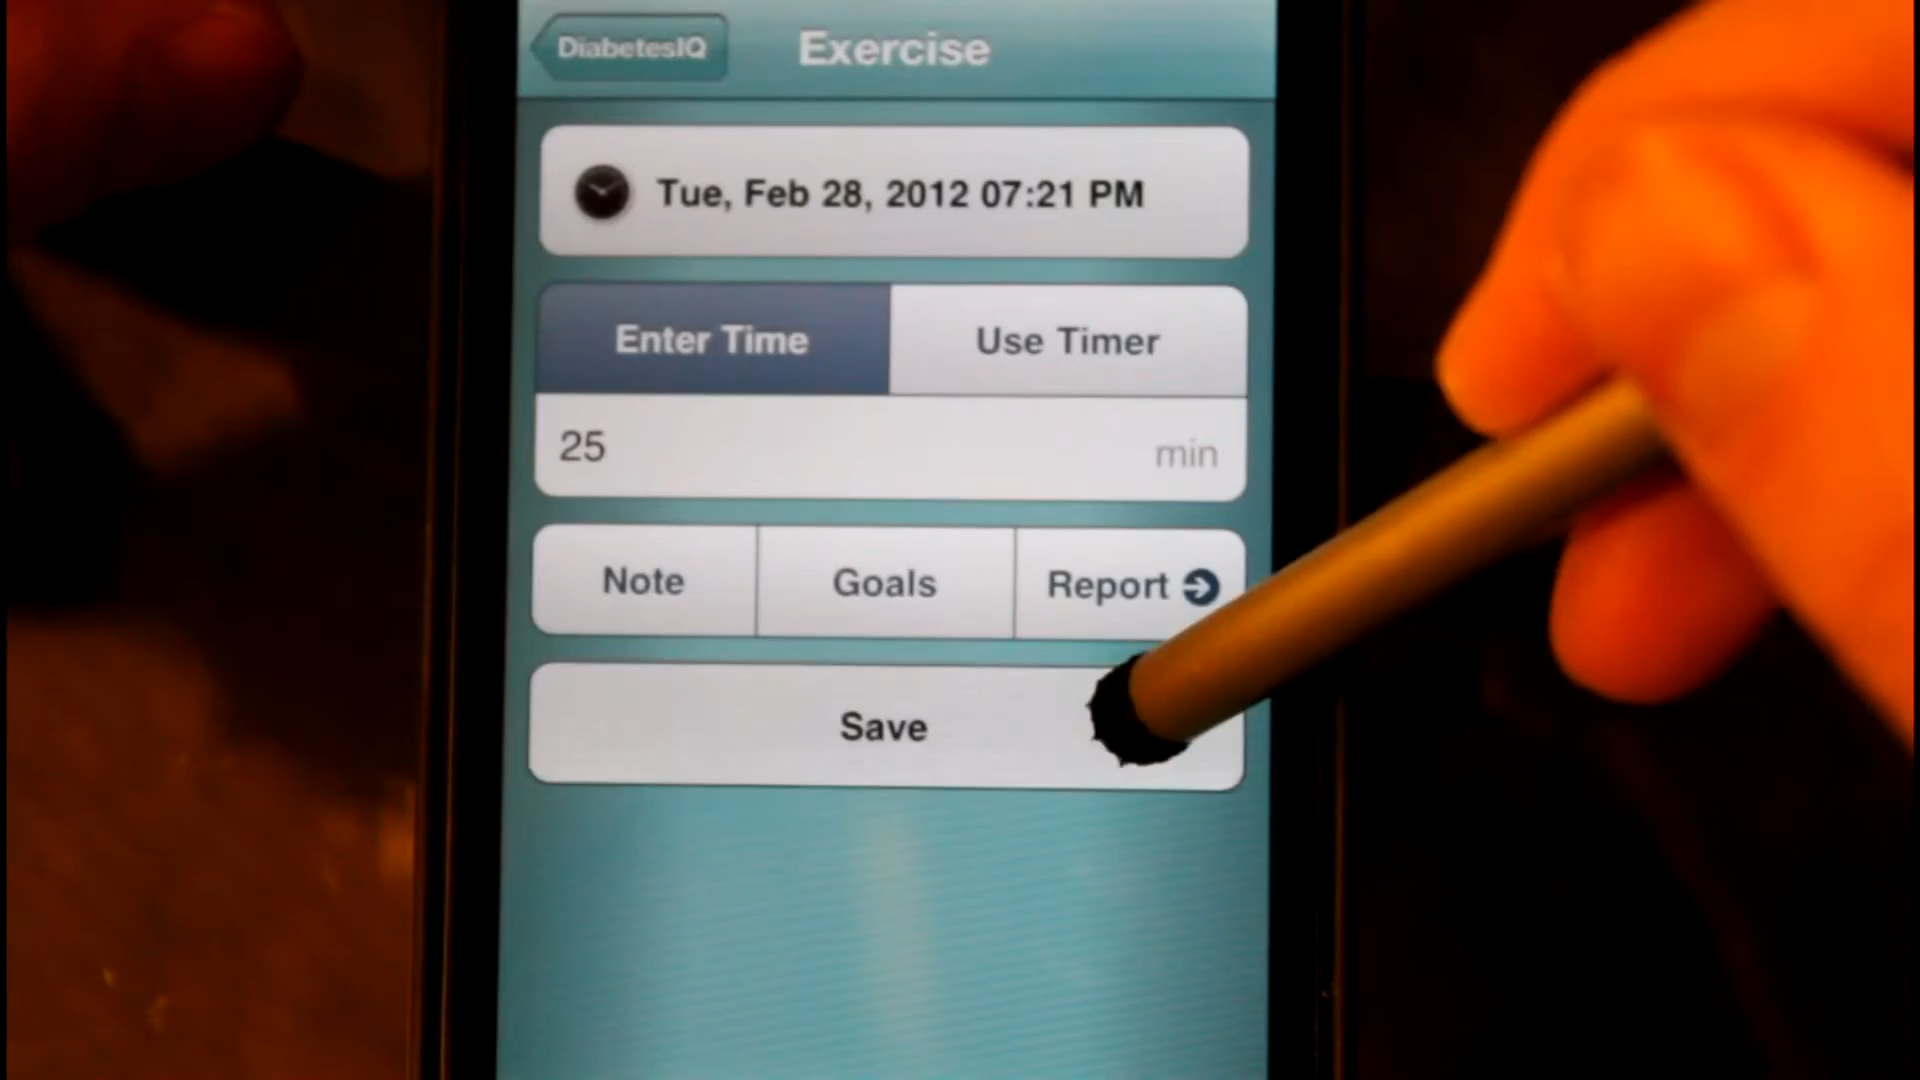 DiabetesIQ
Exercise
Tue, Feb 28, 2012 07:21 PM
Enter Time
Use Timer
25
min
Note
Goals
Report
Save